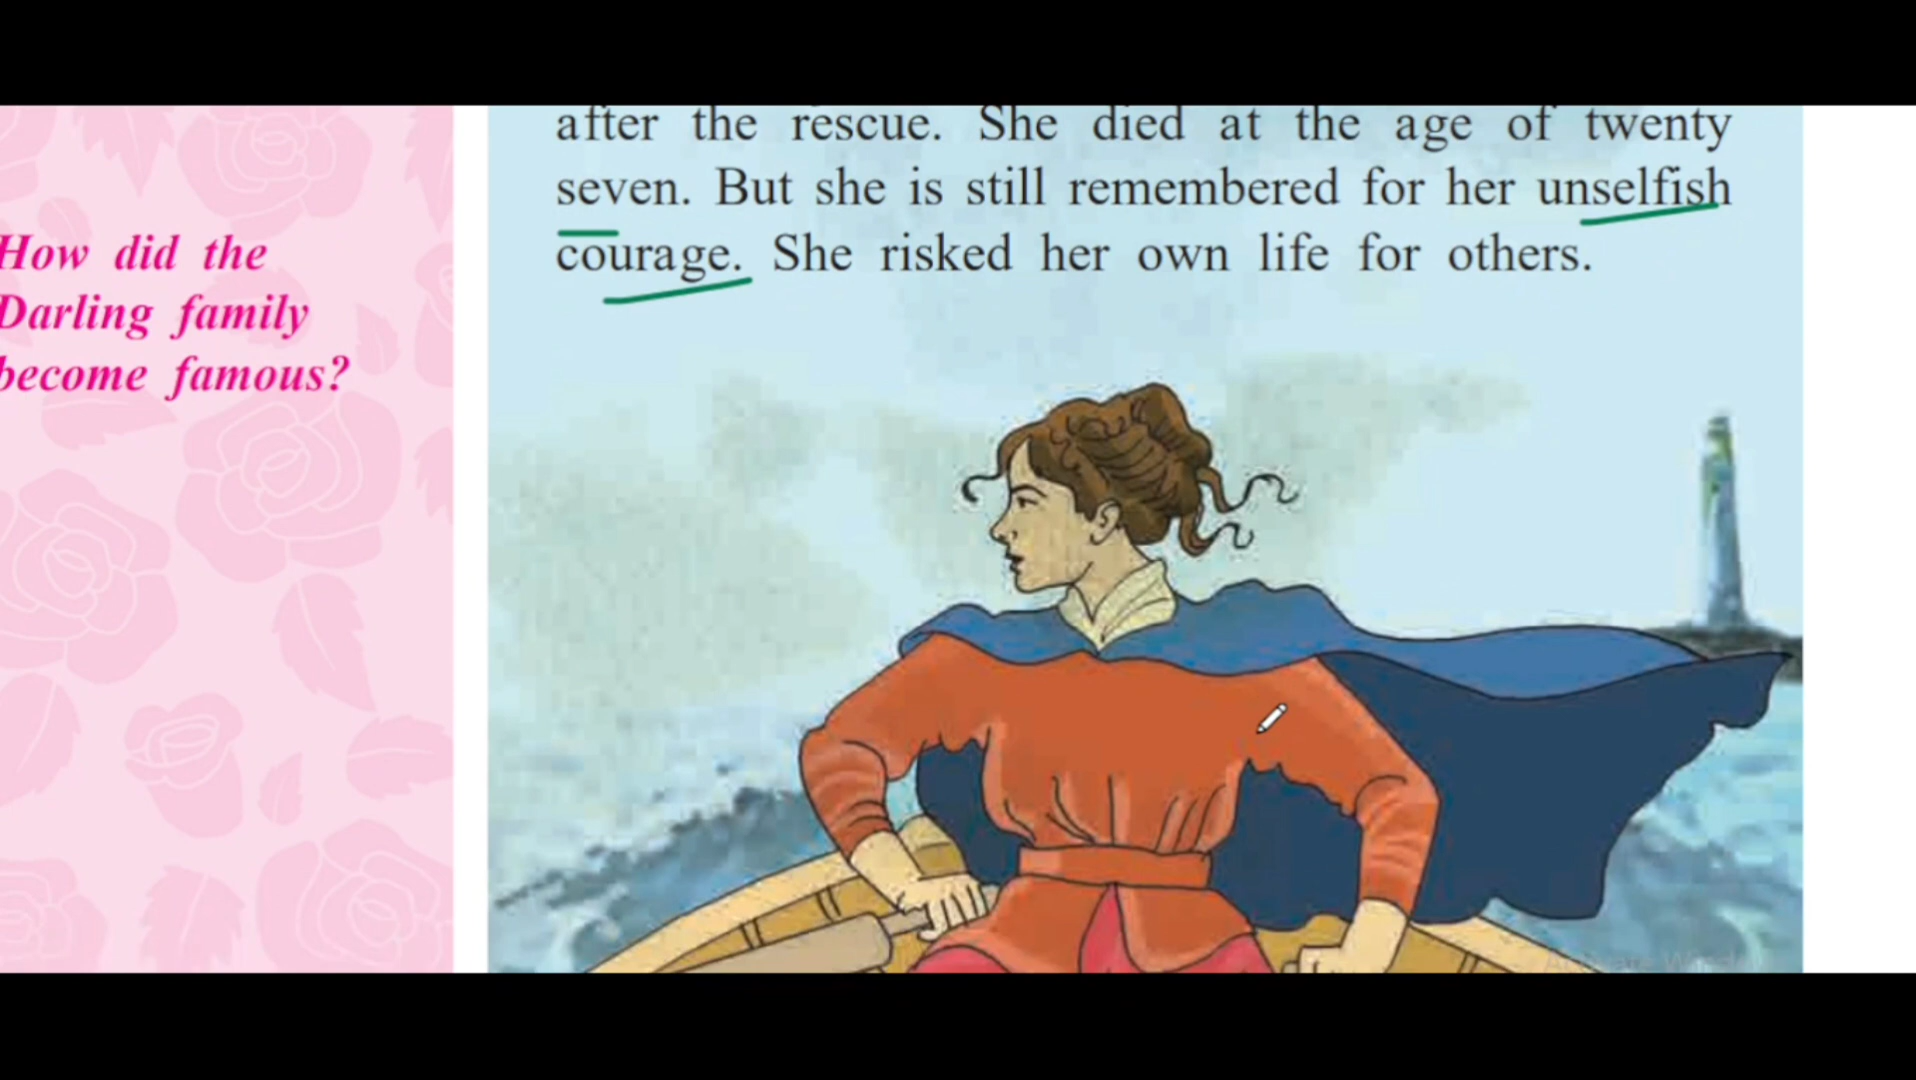 after the rescue. She died at the age of twenty
seven. But she is still remembered for her unselfish
courage. She risked her own life for others.
How did the
Darling family
become famous?